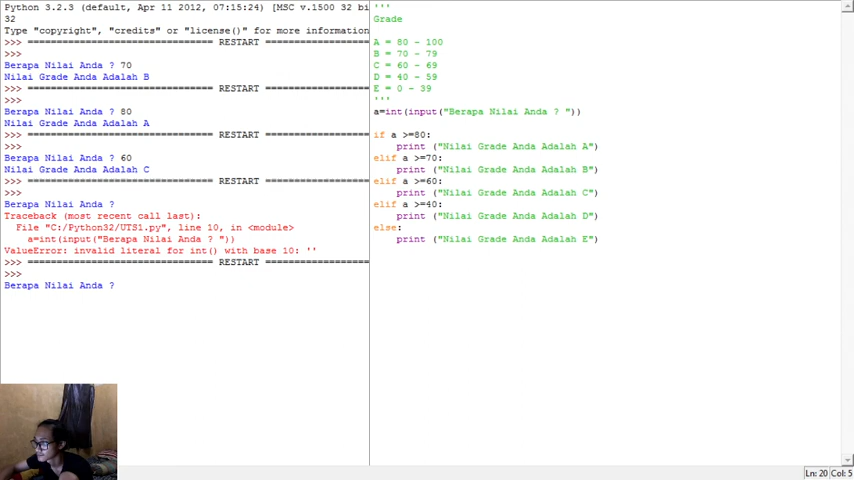 Python 3.2.3 (default, Apr 11 2012, 07:15:24) [MSC v.1500 32 bi
32
Type "copyright", "credits" or "license()" for more information
>>> ================================ RESTART ==================
>>>
Berapa Nilai Anda ? 70
Nilai Grade Anda Adalah B
>>> ================================ RESTART ==================
>>>
Berapa Nilai Anda ? 80
Nilai Grade Anda Adalah A
>>> ================================ RESTART ==================
>>>
Berapa Nilai Anda ? 60
Nilai Grade Anda Adalah C
>>> ================================ RESTART ==================
>>>
Berapa Nilai Anda ?
Traceback (most recent call last):
  File "C:/Python32/UTS1.py", line 10, in <module>
    a=int(input("Berapa Nilai Anda ? "))
ValueError: invalid literal for int() with base 10: ''
>>> ================================ RESTART ==================
>>>
Berapa Nilai Anda ?
'''
Grade
A = 80 - 100
B = 70 - 79
C = 60 - 69
D = 40 - 59
E = 0 - 39
'''
a=int(input("Berapa Nilai Anda ? "))
if a >=80:
    print ("Nilai Grade Anda Adalah A")
elif a >=70:
    print ("Nilai Grade Anda Adalah B")
elif a >=60:
    print ("Nilai Grade Anda Adalah C")
elif a >=40:
    print ("Nilai Grade Anda Adalah D")
else:
    print ("Nilai Grade Anda Adalah E")
Ln: 20 Col: 5